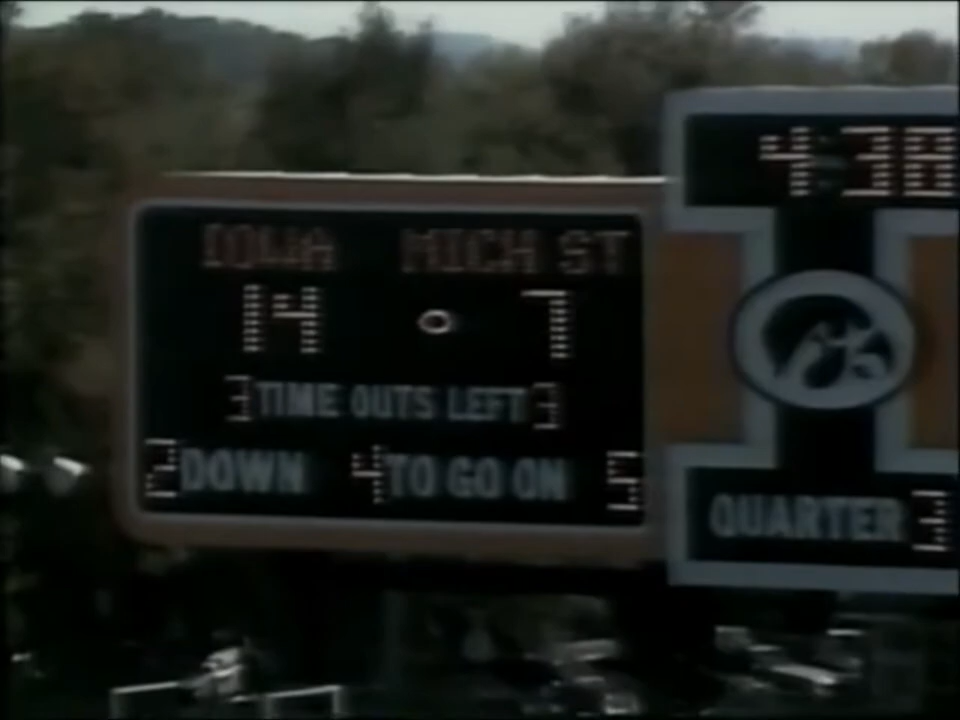 4:38
IOWA MICH ST
14 7
3 TIME OUTS LEFT 3
2 DOWN 4 TO GO ON 5
QUARTER 3